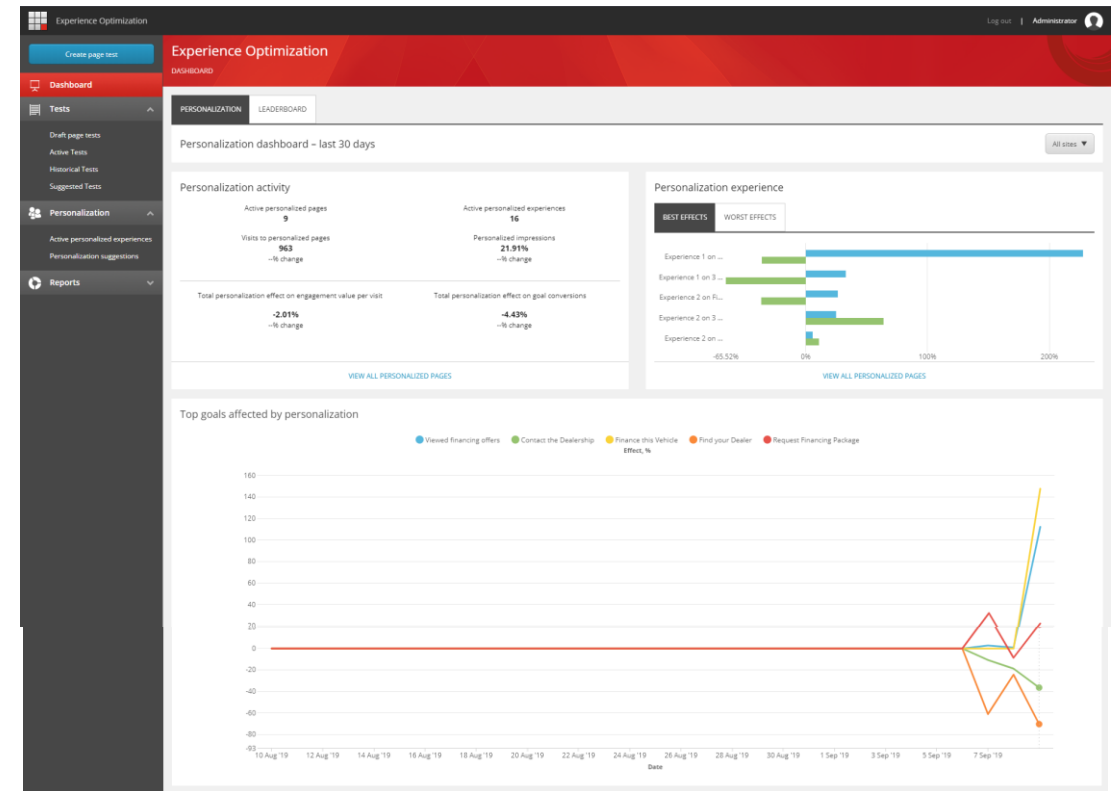 Experience Optimization
Log out | Administrator
Create page test
Dashboard
Tests
Draft page tests
Active Tests
Historical Tests
Suggested Tests
Personalization
Active personalized experiences
Personalization suggestions
Reports
Experience Optimization
DASHBOARD
PERSONALIZATION LEADERBOARD
Personalization dashboard – last 30 days
All sites ▼
Personalization activity
Active personalized pages
9
Active personalized experiences
16
Visits to personalized pages
963
--% change
Personalized impressions
21.91%
--% change
Total personalization effect on engagement value per visit
-2.01%
--% change
Total personalization effect on goal conversions
-4.43%
--% change
VIEW ALL PERSONALIZED PAGES
Personalization experience
BEST EFFECTS WORST EFFECTS
Experience 1 on ...
Experience 1 on 3 ...
Experience 2 on Fi...
Experience 2 on 3 ...
Experience 2 on ...
-65.52% 0% 100% 200%
VIEW ALL PERSONALIZED PAGES
Top goals affected by personalization
Viewed financing offers Contact the Dealership Finance this Vehicle Find your Dealer Request Financing Package
Effect, %
160
140
120
100
80
60
40
20
0
-20
-40
-60
-80
-93
10 Aug '19 12 Aug '19 14 Aug '19 16 Aug '19 18 Aug '19 20 Aug '19 22 Aug '19 24 Aug '19 26 Aug '19 28 Aug '19 30 Aug '19 1 Sep '19 3 Sep '19 5 Sep '19 7 Sep '19
Date